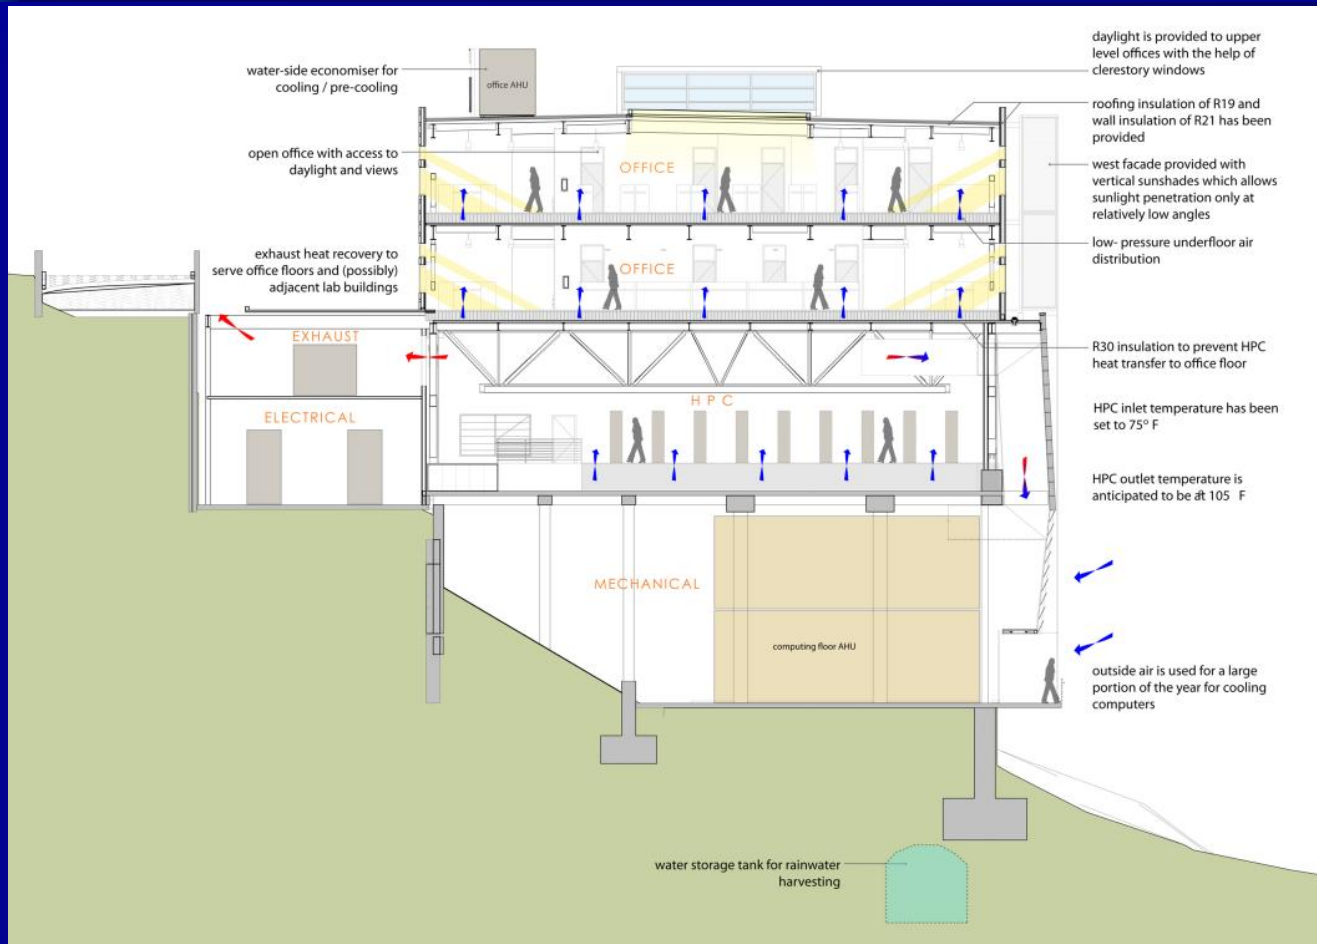 water-side economiser for
cooling / pre-cooling
office AHU
daylight is provided to upper
level offices with the help of
clerestory windows
roofing insulation of R19 and
wall insulation of R21 has been
provided
open office with access to
daylight and views
OFFICE
west facade provided with
vertical sunshades which allows
sunlight penetration only at
relatively low angles
low- pressure underfloor air
distribution
exhaust heat recovery to
serve office floors and (possibly)
adjacent lab buildings
OFFICE
EXHAUST
R30 insulation to prevent HPC
heat transfer to office floor
HPC
ELECTRICAL
HPC inlet temperature has been
set to 75° F
HPC outlet temperature is
anticipated to be at 105 F
MECHANICAL
computing floor AHU
outside air is used for a large
portion of the year for cooling
computers
water storage tank for rainwater
harvesting